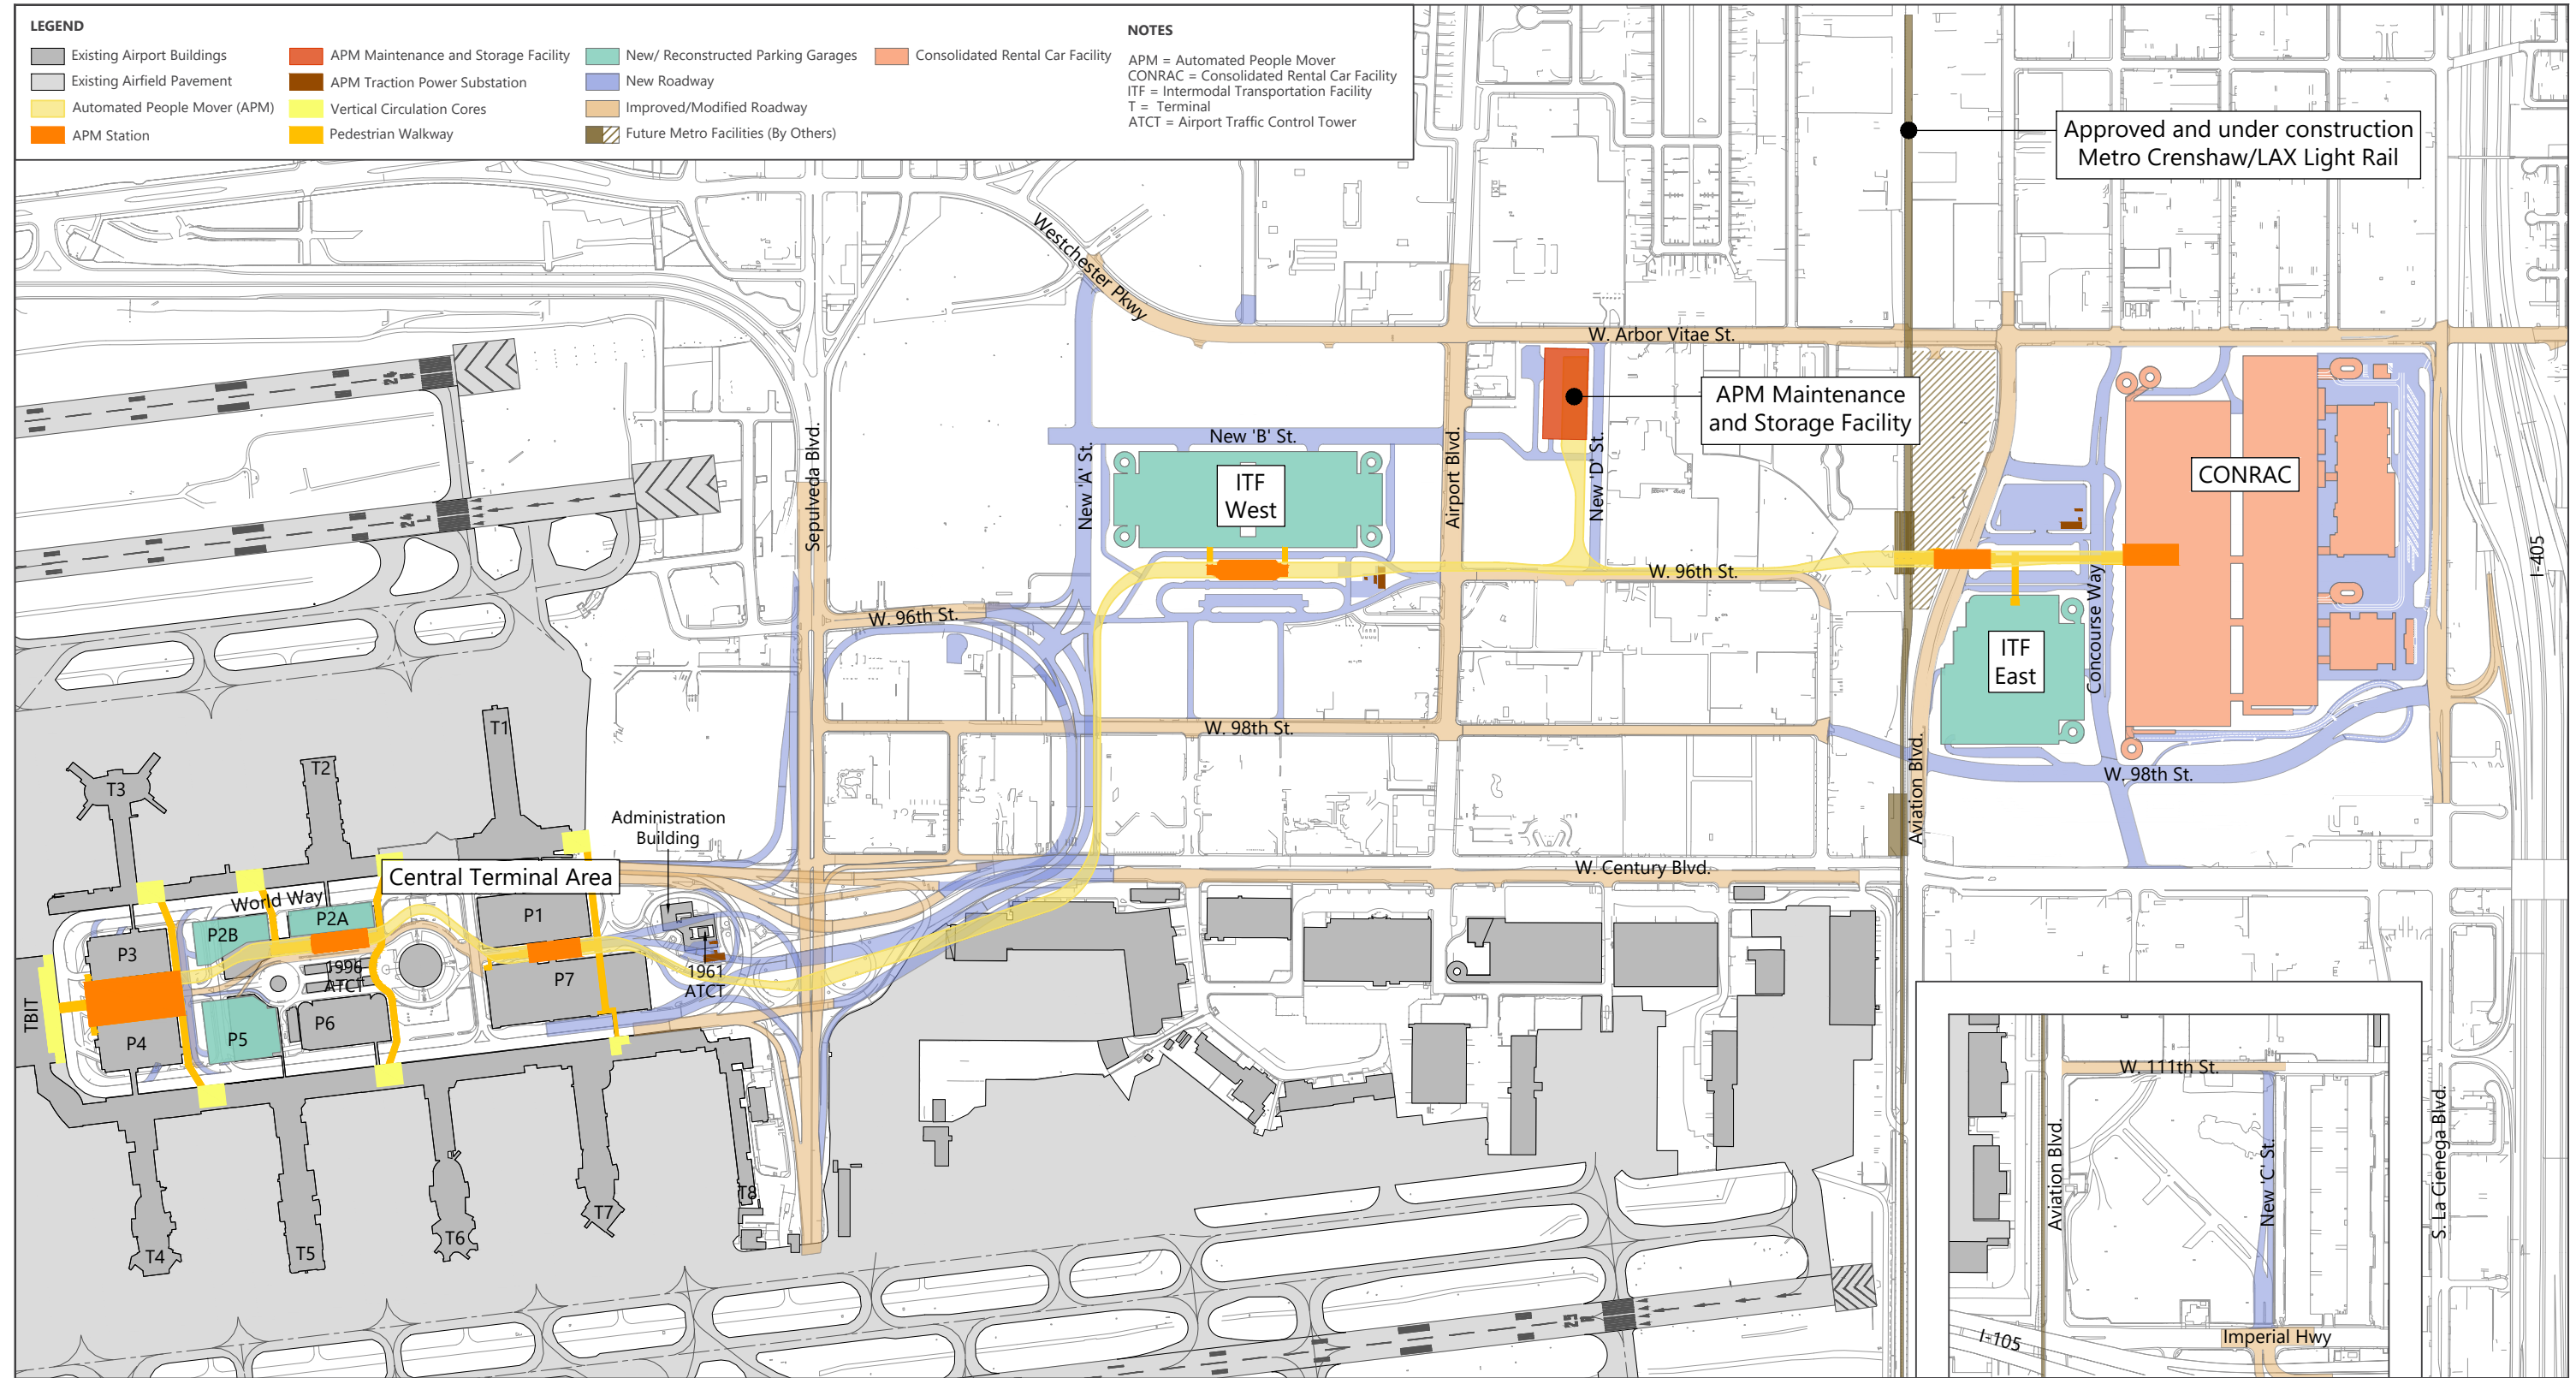 LEGEND
Existing Airport Buildings
Existing Airfield Pavement
Automated People Mover (APM)
APM Station
APM Maintenance and Storage Facility
APM Traction Power Substation
Vertical Circulation Cores
Pedestrian Walkway
New/ Reconstructed Parking Garages
New Roadway
Improved/Modified Roadway
Future Metro Facilities (By Others)
Consolidated Rental Car Facility
NOTES
APM = Automated People Mover
CONRAC = Consolidated Rental Car Facility
ITF = Intermodal Transportation Facility
T = Terminal
ATCT = Airport Traffic Control Tower
Approved and under construction
Metro Crenshaw/LAX Light Rail
Westchester Pkwy
W. Arbor Vitae St.
APM Maintenance
and Storage Facility
New 'B' St.
New 'A' St.
Sepulveda Blvd.
Airport Blvd.
New 'D' St.
ITF
West
CONRAC
I-405
W. 96th St.
W. 96th St.
Concourse Way
ITF
East
W. 98th St.
W. 98th St.
Aviation Blvd.
W. Century Blvd.
24
24
L
T1
T2
T3
Administration
Building
Central Terminal Area
World Way
P1
P2A
P2B
P3
1996
ATCT
P7
1961
ATCT
TBIT
P4
P5
P6
T8
T7
T6
T5
T4
25
W. 111th St.
Aviation Blvd.
New 'C' St.
S. La Cienega Blvd.
I-105
Imperial Hwy